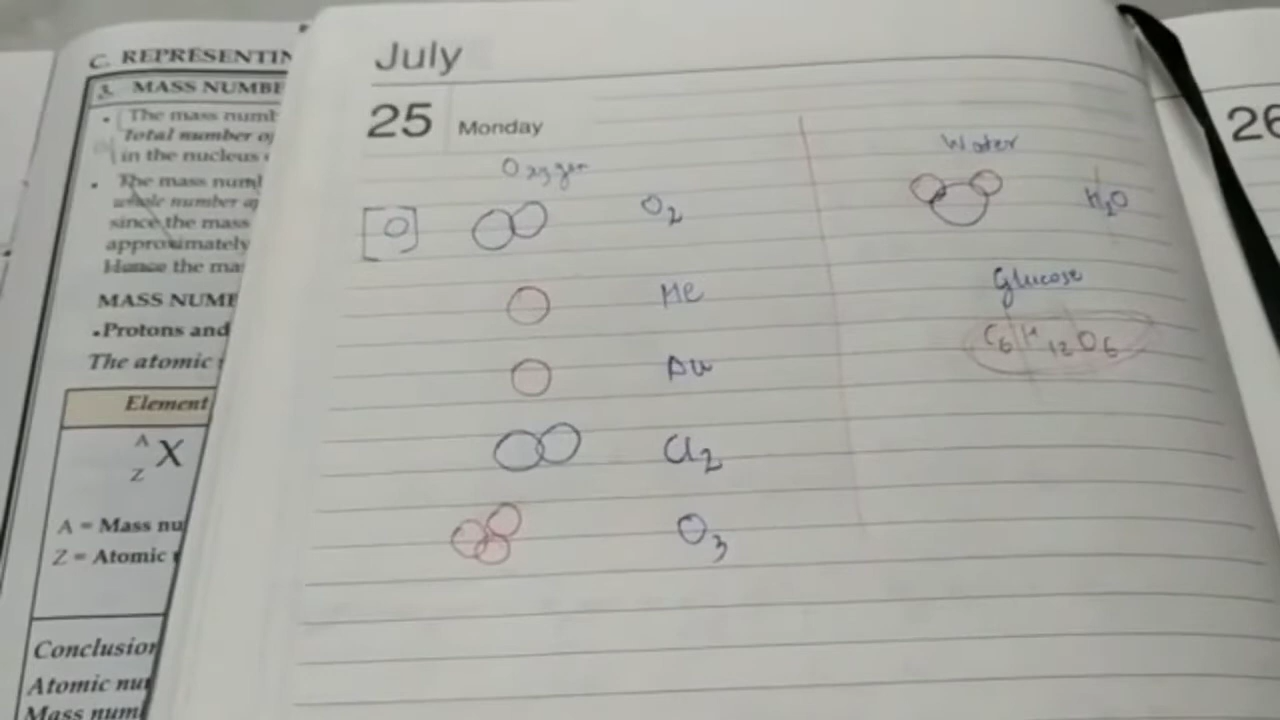 C. REPRESENTIN
3. MASS NUMBE
• The mass numb
Total number o
in the nucleus
• The mass numb
whole number
since the mass
approximately
Hence the ma
MASS NUME
• Protons and
The atomic
Element
A
X
Z
A = Mass nu
Z = Atomic
Conclusion
Atomic nu
Mass num
July
25 Monday
Oxygen
O O2
He
Au
Cl2
O3
Water
H2O
Glucose
C6H12O6
26